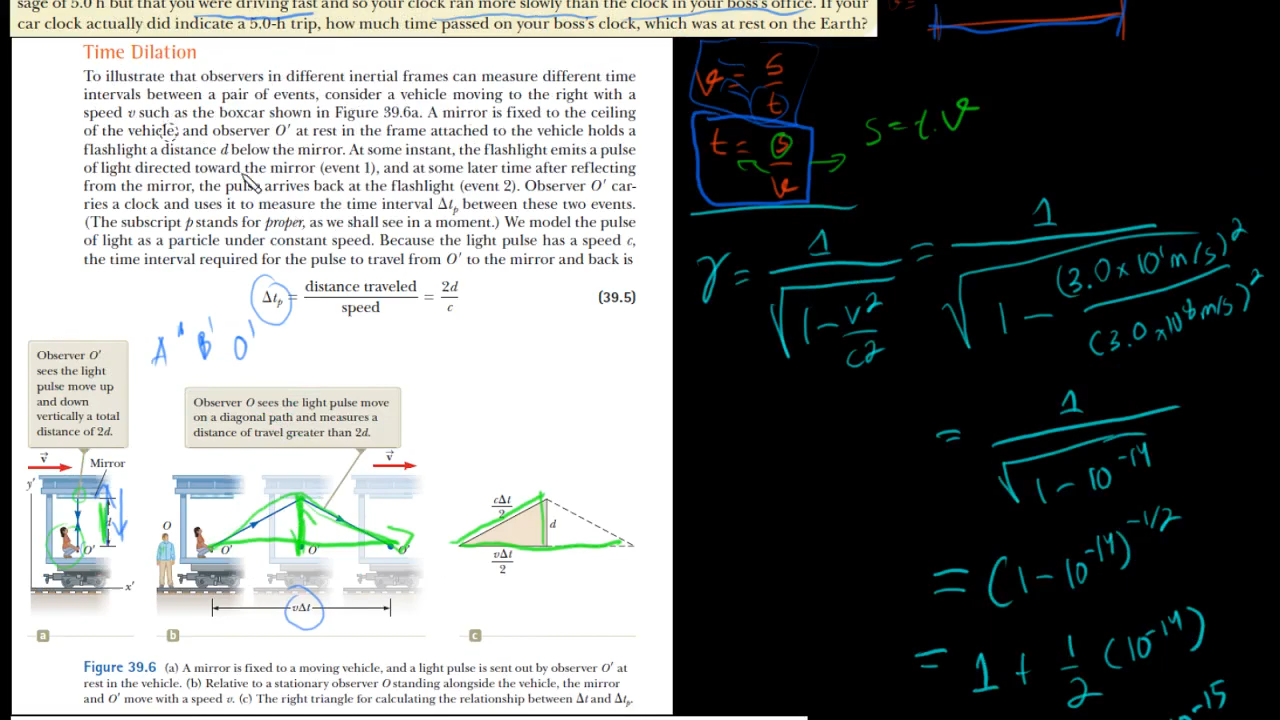 sage of 5.0 h but that you were driving fast and so your clock ran more slowly than the clock in your boss's office. If your
car clock actually did indicate a 5.0-h trip, how much time passed on your boss's clock, which was at rest on the Earth?
Time Dilation
To illustrate that observers in different inertial frames can measure different time
intervals between a pair of events, consider a vehicle moving to the right with a
speed v such as the boxcar shown in Figure 39.6a. A mirror is fixed to the ceiling
of the vehicle, and observer O′ at rest in the frame attached to the vehicle holds a
flashlight a distance d below the mirror. At some instant, the flashlight emits a pulse
of light directed toward the mirror (event 1), and at some later time after reflecting
from the mirror, the pulse arrives back at the flashlight (event 2). Observer O′ car-
ries a clock and uses it to measure the time interval Δtₚ between these two events.
(The subscript p stands for proper, as we shall see in a moment.) We model the pulse
of light as a particle under constant speed. Because the light pulse has a speed c,
the time interval required for the pulse to travel from O′ to the mirror and back is
Δtₚ = distance traveled / speed = 2d / c (39.5)
A′ B′ O′
Observer O′
sees the light
pulse move up
and down
vertically a total
distance of 2d.
Observer O sees the light pulse move
on a diagonal path and measures a
distance of travel greater than 2d.
v
Mirror
y′
d
O′
x′
a
v
O
O′
O′
O′
vΔt
b
cΔt / 2
d
vΔt / 2
c
Figure 39.6 (a) A mirror is fixed to a moving vehicle, and a light pulse is sent out by observer O′ at
rest in the vehicle. (b) Relative to a stationary observer O standing alongside the vehicle, the mirror
and O′ move with a speed v. (c) The right triangle for calculating the relationship between Δt and Δtₚ.
v = s / t
t = s / v
s = t . v
γ = 1 / √(1 - v² / c²) = 1 / √(1 - (3.0 × 10¹ m/s)² / (3.0 × 10⁸ m/s)²)
= 1 / √(1 - 10⁻¹⁴)
= (1 - 10⁻¹⁴)⁻¹/²
= 1 + 1/2 (10⁻¹⁴)